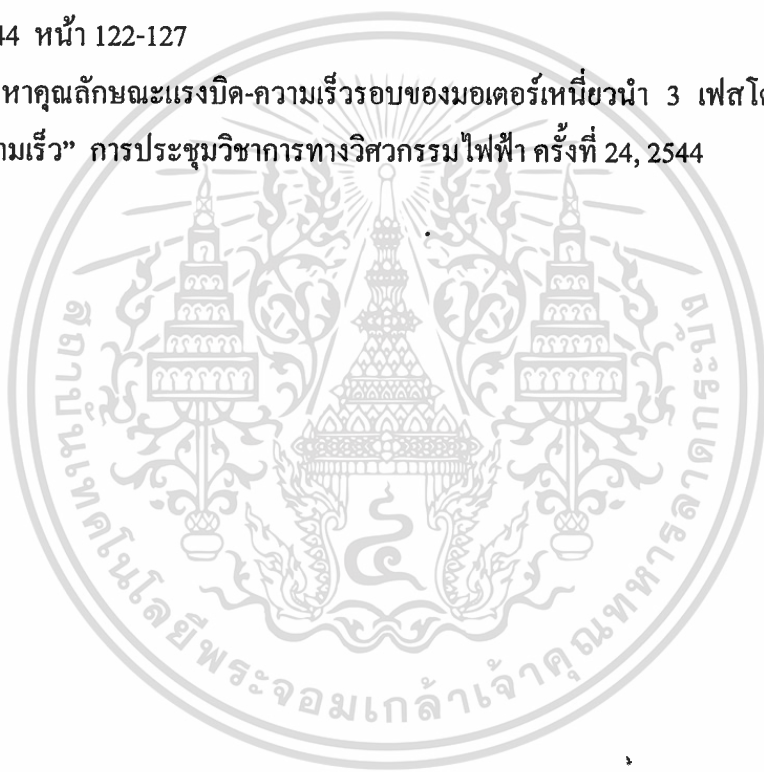 44 หน้า 122-127
หาคุณลักษณะแรงบิด-ความเร็วรอบของมอเตอร์เหนี่ยวนำ 3 เฟสโด
ามเร็ว” การประชุมวิชาการทางวิศวกรรมไฟฟ้า ครั้งที่ 24, 2544
สถาบันเทคโนโลยีพระจอมเกล้าเจ้าคุณทหารลาดกระบัง